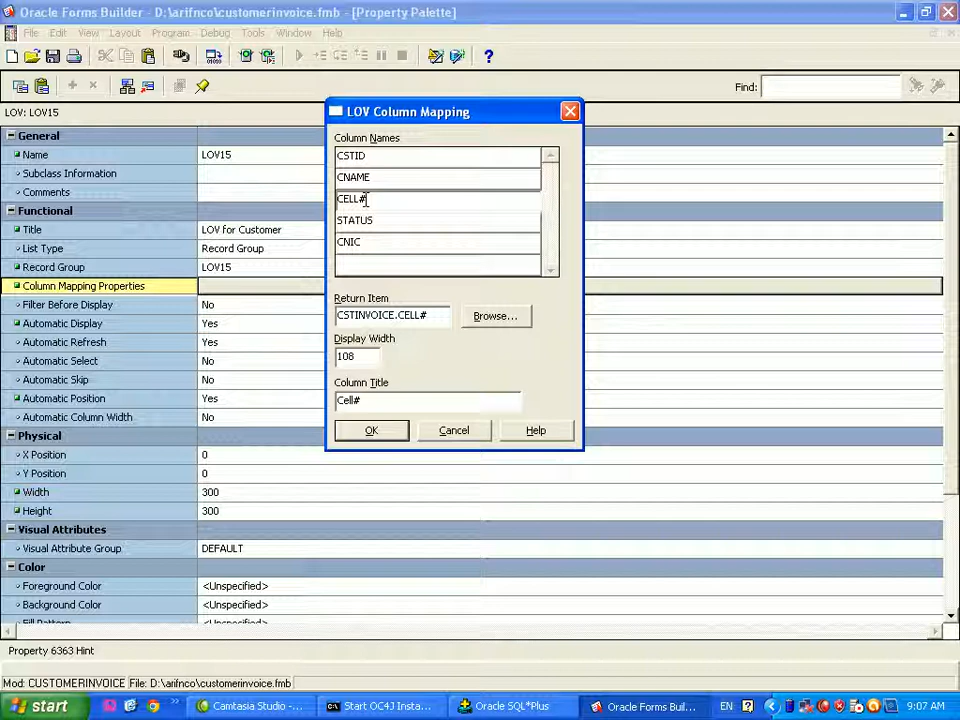 Oracle Forms Builder - D:\arifnco\customerinvoice.fmb - [Property Palette]
File Edit View Layout Program Debug Tools Window Help
Find:
LOV: LOV15
General
Name LOV15
Subclass Information
Comments
Functional
Title LOV for Customer
List Type Record Group
Record Group LOV15
Column Mapping Properties
Filter Before Display No
Automatic Display Yes
Automatic Refresh Yes
Automatic Select No
Automatic Skip No
Automatic Position Yes
Automatic Column Width No
Physical
X Position 0
Y Position 0
Width 300
Height 300
Visual Attributes
Visual Attribute Group DEFAULT
Color
Foreground Color <Unspecified>
Background Color <Unspecified>
Fill Pattern <Unspecified>
LOV Column Mapping
Column Names
CSTID
CNAME
CELL#
STATUS
CNIC
Return Item
CSTINVOICE.CELL#
Browse...
Display Width
108
Column Title
Cell#
OK Cancel Help
Property 6363 Hint
Mod: CUSTOMERINVOICE File: D:\arifnco\customerinvoice.fmb
start
Camtasia Studio - ...
Start OC4J Insta...
Oracle SQL*Plus
Oracle Forms Buil...
EN
9:07 AM